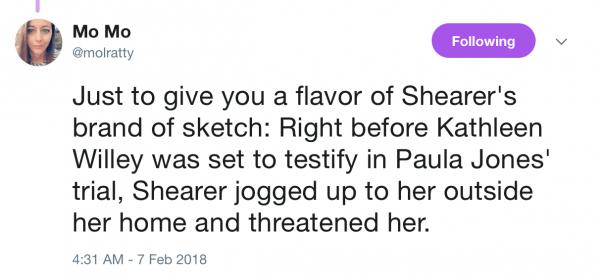 Mo Mo
@molratty
Following
Just to give you a flavor of Shearer's
brand of sketch: Right before Kathleen
Willey was set to testify in Paula Jones'
trial, Shearer jogged up to her outside
her home and threatened her.
4:31 AM - 7 Feb 2018